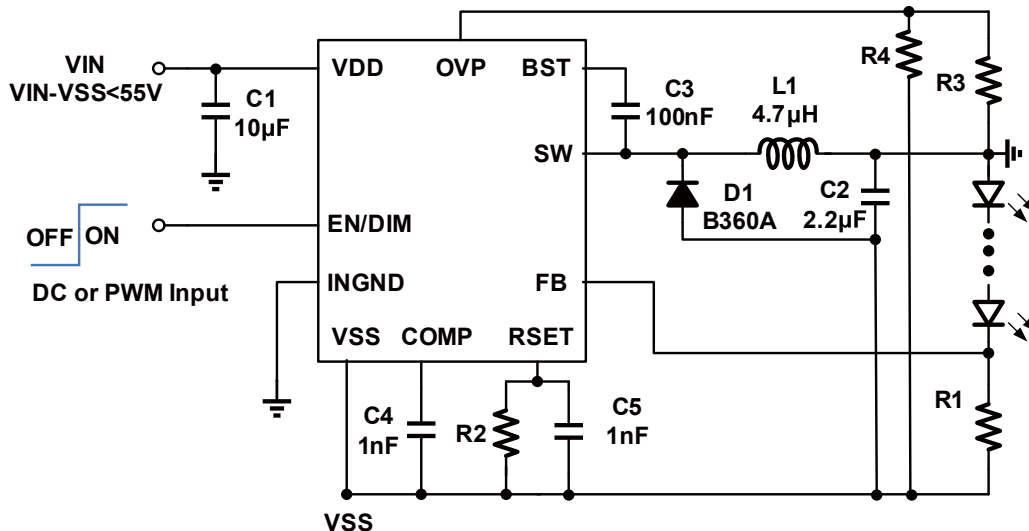 VIN
VIN-VSS<55V
C1
10µF
VDD
OVP
BST
C3
100nF
L1
4.7µH
R4
R3
SW
D1
B360A
C2
2.2µF
OFF
ON
DC or PWM Input
EN/DIM
INGND
FB
VSS
COMP
RSET
C4
1nF
R2
C5
1nF
R1
VSS